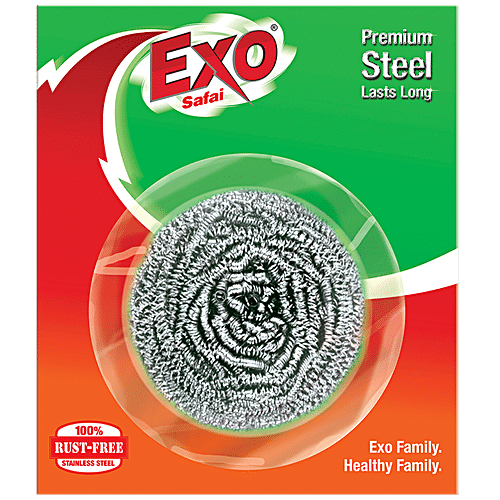 Exo®
Safai
Premium
Steel
Lasts Long
100%
RUST-FREE
STAINLESS STEEL
Exo Family.
Healthy Family.